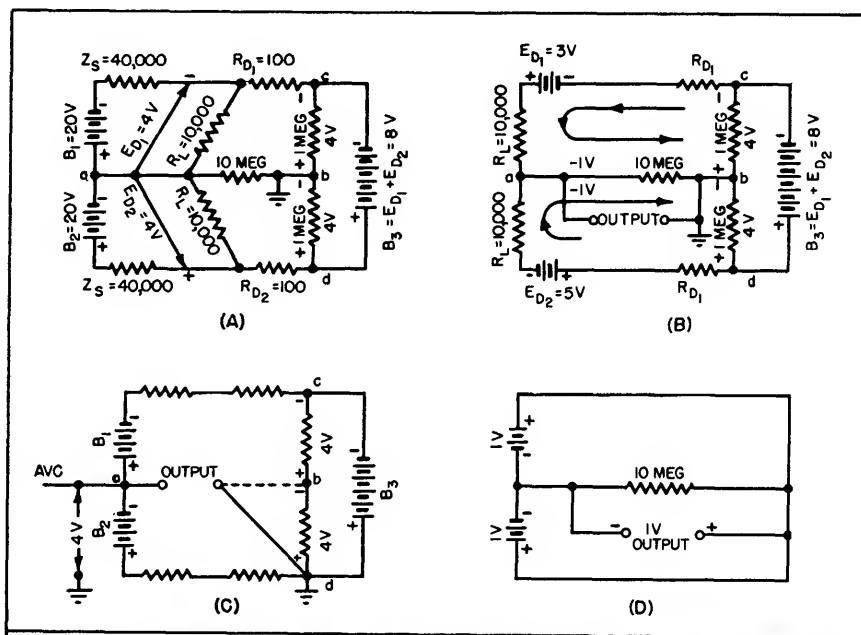 Z_S=40,000
R_D1=100
c
B_1=20V
E_D1=4V
R_L=10,000
1 MEG
4V
a
10 MEG
b
B_3=E_D1+E_D2=8V
B_2=20V
E_D2=4V
R_L=10,000
1 MEG
4V
Z_S=40,000
R_D2=100
d
(A)
E_D1=3V
R_D1
c
R_L=10,000
1 MEG
4V
a
-1V
10 MEG
b
-1V
OUTPUT
B_3=E_D1+E_D2=8V
R_L=10,000
1 MEG
4V
E_D2=5V
R_D1
d
(B)
c
B_1
4V
AVC
a
OUTPUT
b
B_3
4V
B_2
4V
d
(C)
1V
10 MEG
1V
1V
OUTPUT
(D)